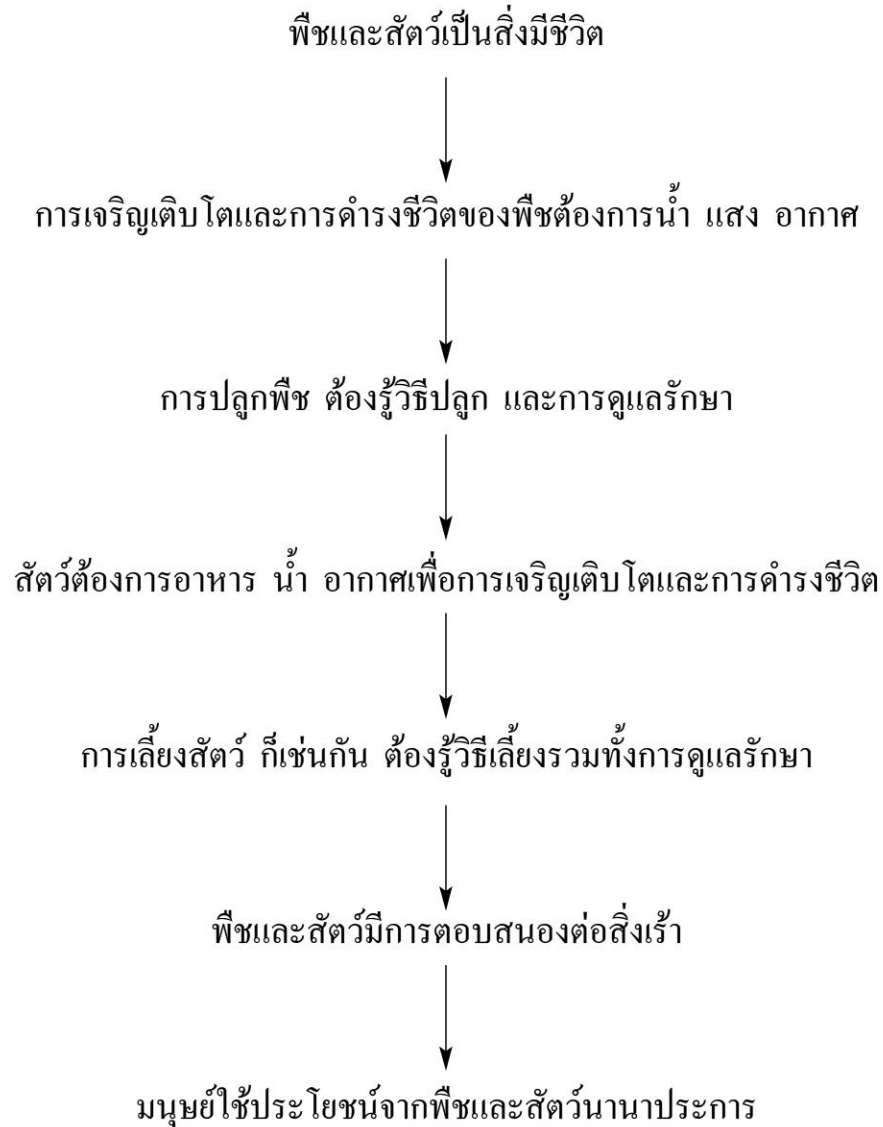 พืชและสัตว์เป็นสิ่งมีชีวิต
การเจริญเติบโตและการดำรงชีวิตของพืชต้องการน้ำ แสง อากาศ
การปลูกพืช ต้องรู้วิธีปลูก และการดูแลรักษา
สัตว์ต้องการอาหาร น้ำ อากาศเพื่อการเจริญเติบโตและการดำรงชีวิต
การเลี้ยงสัตว์ ก็เช่นกัน ต้องรู้วิธีเลี้ยงรวมทั้งการดูแลรักษา
พืชและสัตว์มีการตอบสนองต่อสิ่งเร้า
มนุษย์ใช้ประโยชน์จากพืชและสัตว์นานาประการ